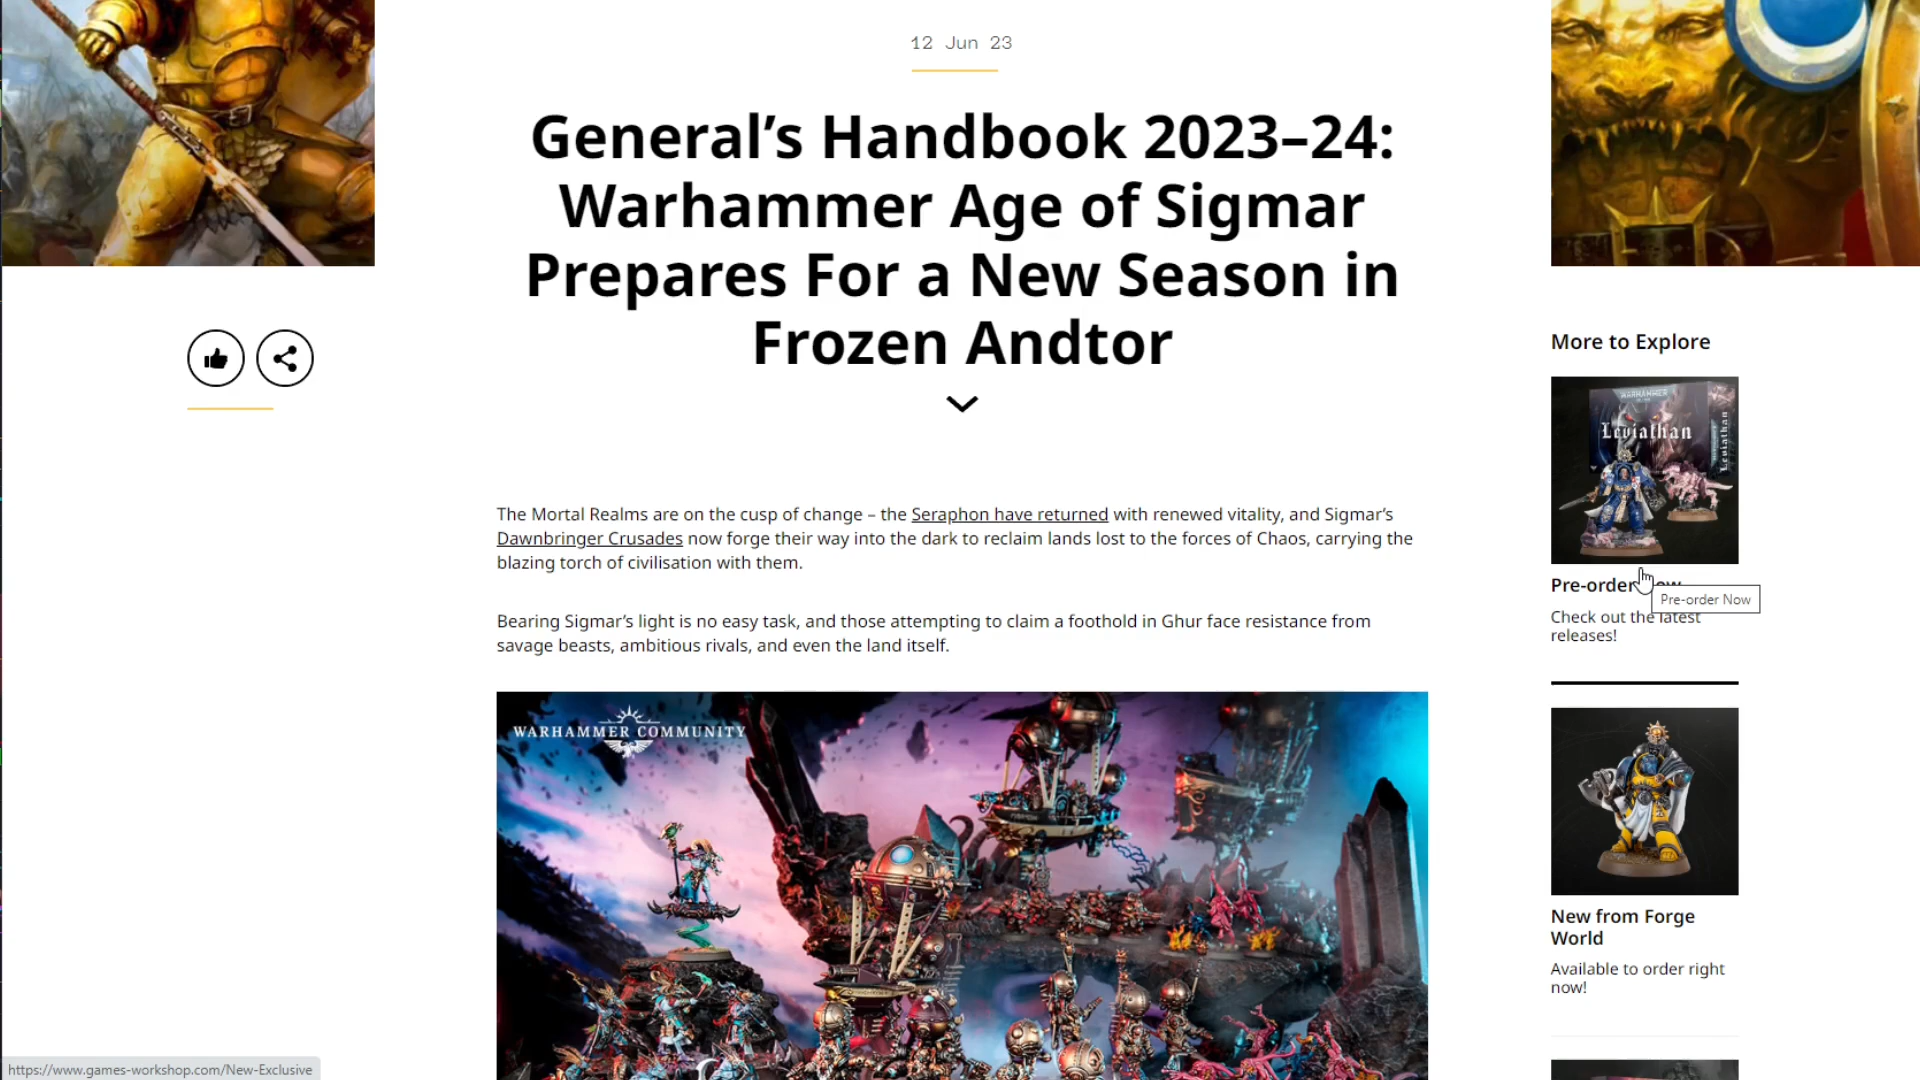 12 Jun 23
General’s Handbook 2023–24:
Warhammer Age of Sigmar
Prepares For a New Season in
Frozen Andtor
The Mortal Realms are on the cusp of change – the Seraphon have returned with renewed vitality, and Sigmar’s
Dawnbringer Crusades now forge their way into the dark to reclaim lands lost to the forces of Chaos, carrying the
blazing torch of civilisation with them.
Bearing Sigmar’s light is no easy task, and those attempting to claim a foothold in Ghur face resistance from
savage beasts, ambitious rivals, and even the land itself.
WARHAMMER COMMUNITY
More to Explore
WARHAMMER
Leviathan
Leviathan
Pre-order Now
Pre-order Now
Check out the latest
releases!
New from Forge
World
Available to order right
now!
https://www.games-workshop.com/New-Exclusive